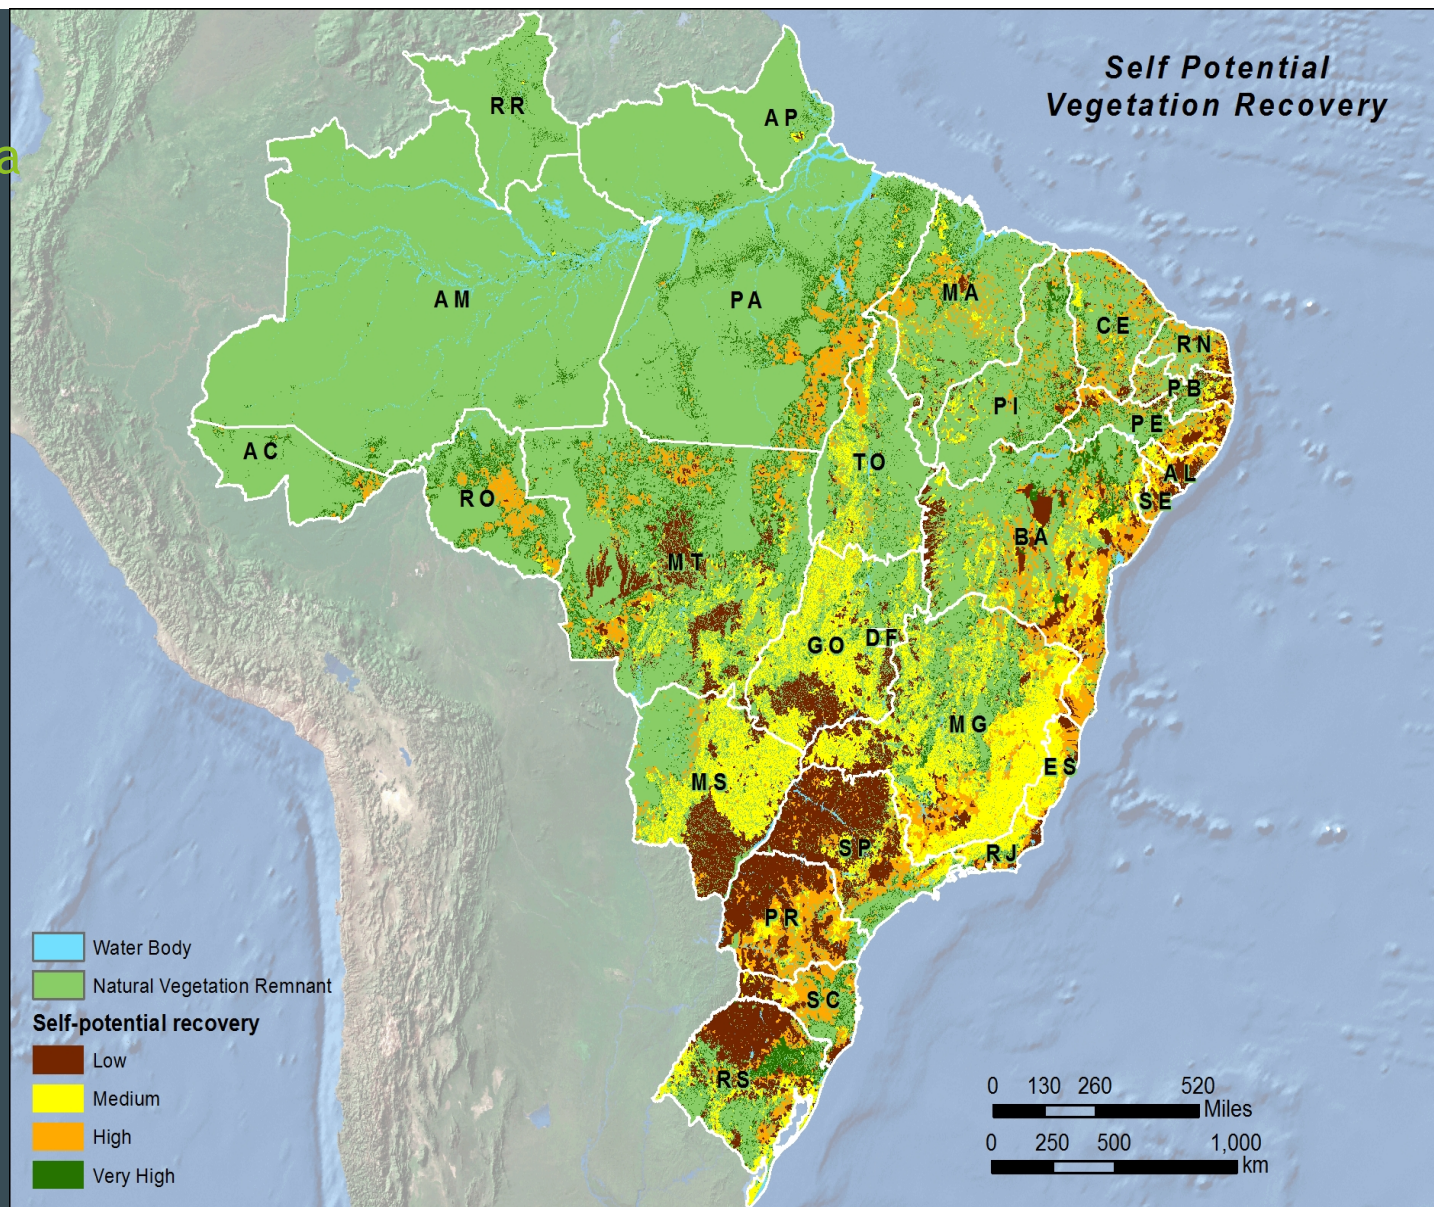 Self Potential
Vegetation Recovery
a
RR
AP
AM
PA
MA
CE
RN
PB
PI
PE
AC
TO
AL
RO
SE
BA
MT
GO
DF
MG
ES
MS
SP
RJ
PR
SC
RS
Water Body
Natural Vegetation Remnant
Self-potential recovery
Low
Medium
High
Very High
0 130 260 520
Miles
0 250 500 1,000
km